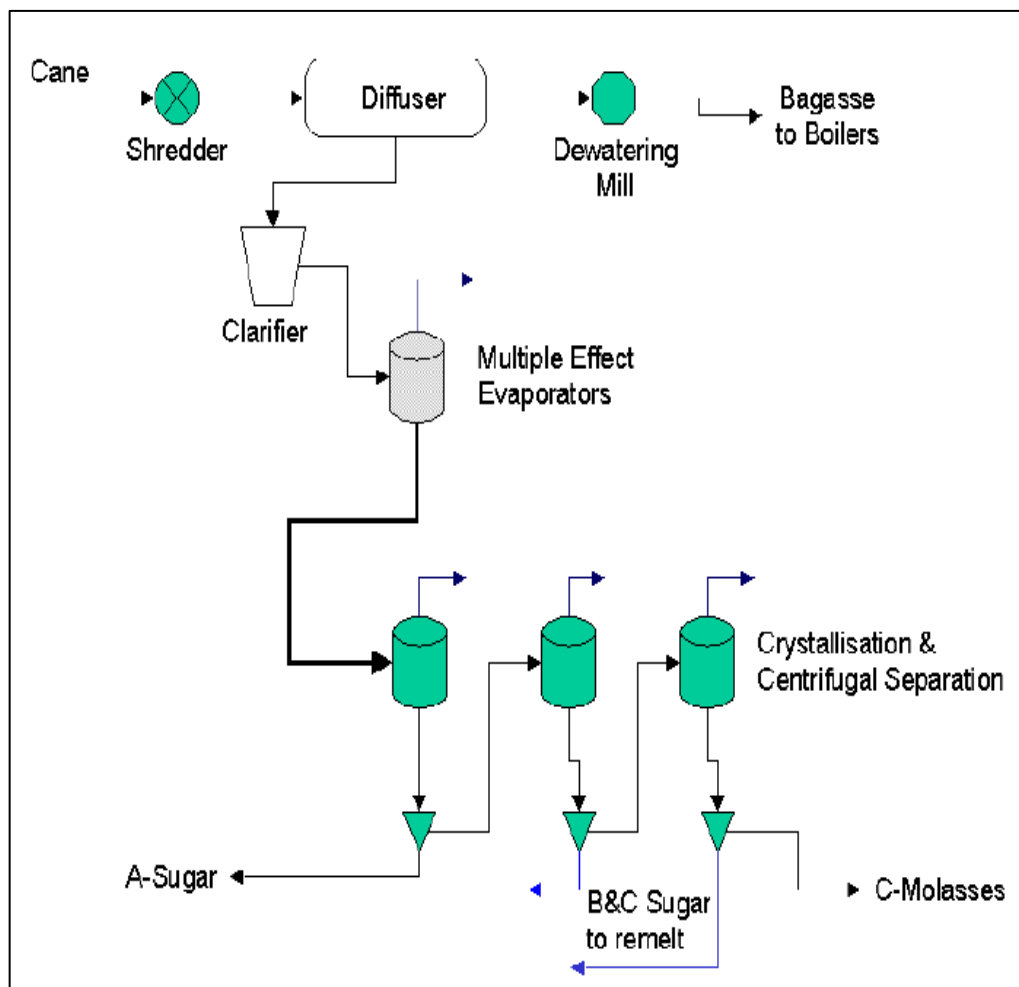 Cane
Diffuser
Bagasse
to Boilers
Shredder
Dewatering
Mill
Clarifier
Multiple Effect
Evaporators
Crystallisation &
Centrifugal Separation
A-Sugar
B&C Sugar
to remelt
C-Molasses